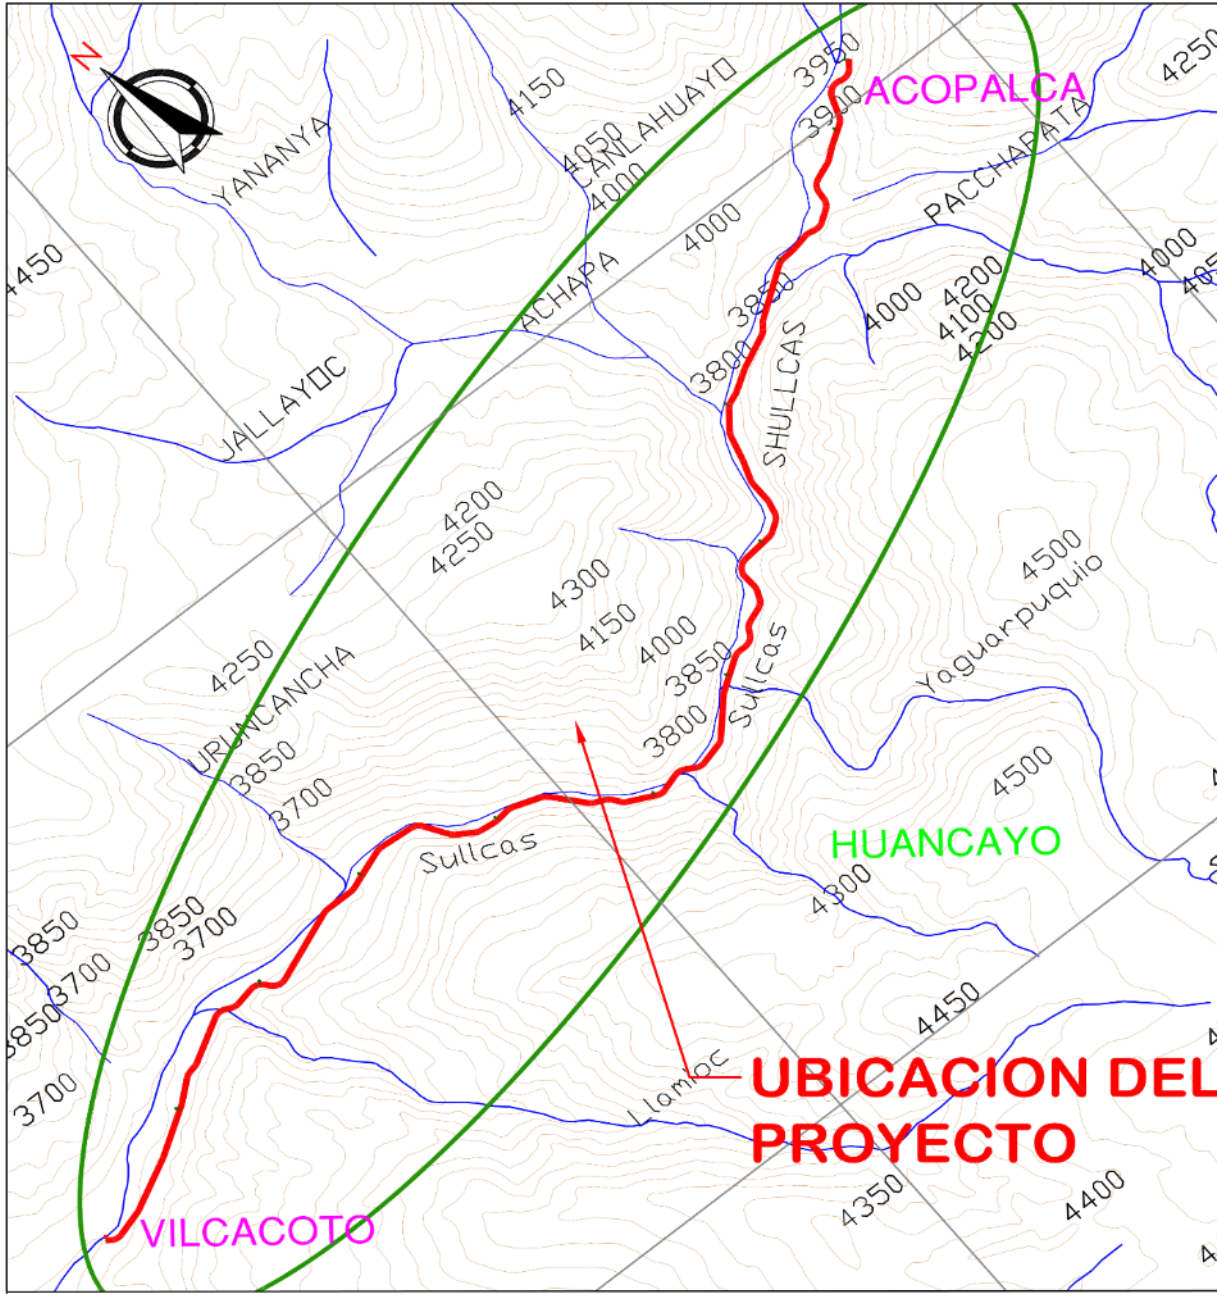 N
3950
ACOPALCA
4250
4150
CANLAHUAYO
3900
YANANYA
4050
4000
PACCHAPATA
4000
4000
4450
ACHAPA
3850
4200
4000
4100
4200
3800
SHULLCAS
JALLAYOC
4200
4250
4500
4300
Yaguarpuquio
4150
4000
3850
Sullcas
4250
URUNCANCHA
3800
3850
4500
3700
Sullcas
HUANCAYO
4300
3850
3700
3850
3700
3850
4450
3700
Llamioc
UBICACION DEL
PROYECTO
4350
4400
VILCACOTO